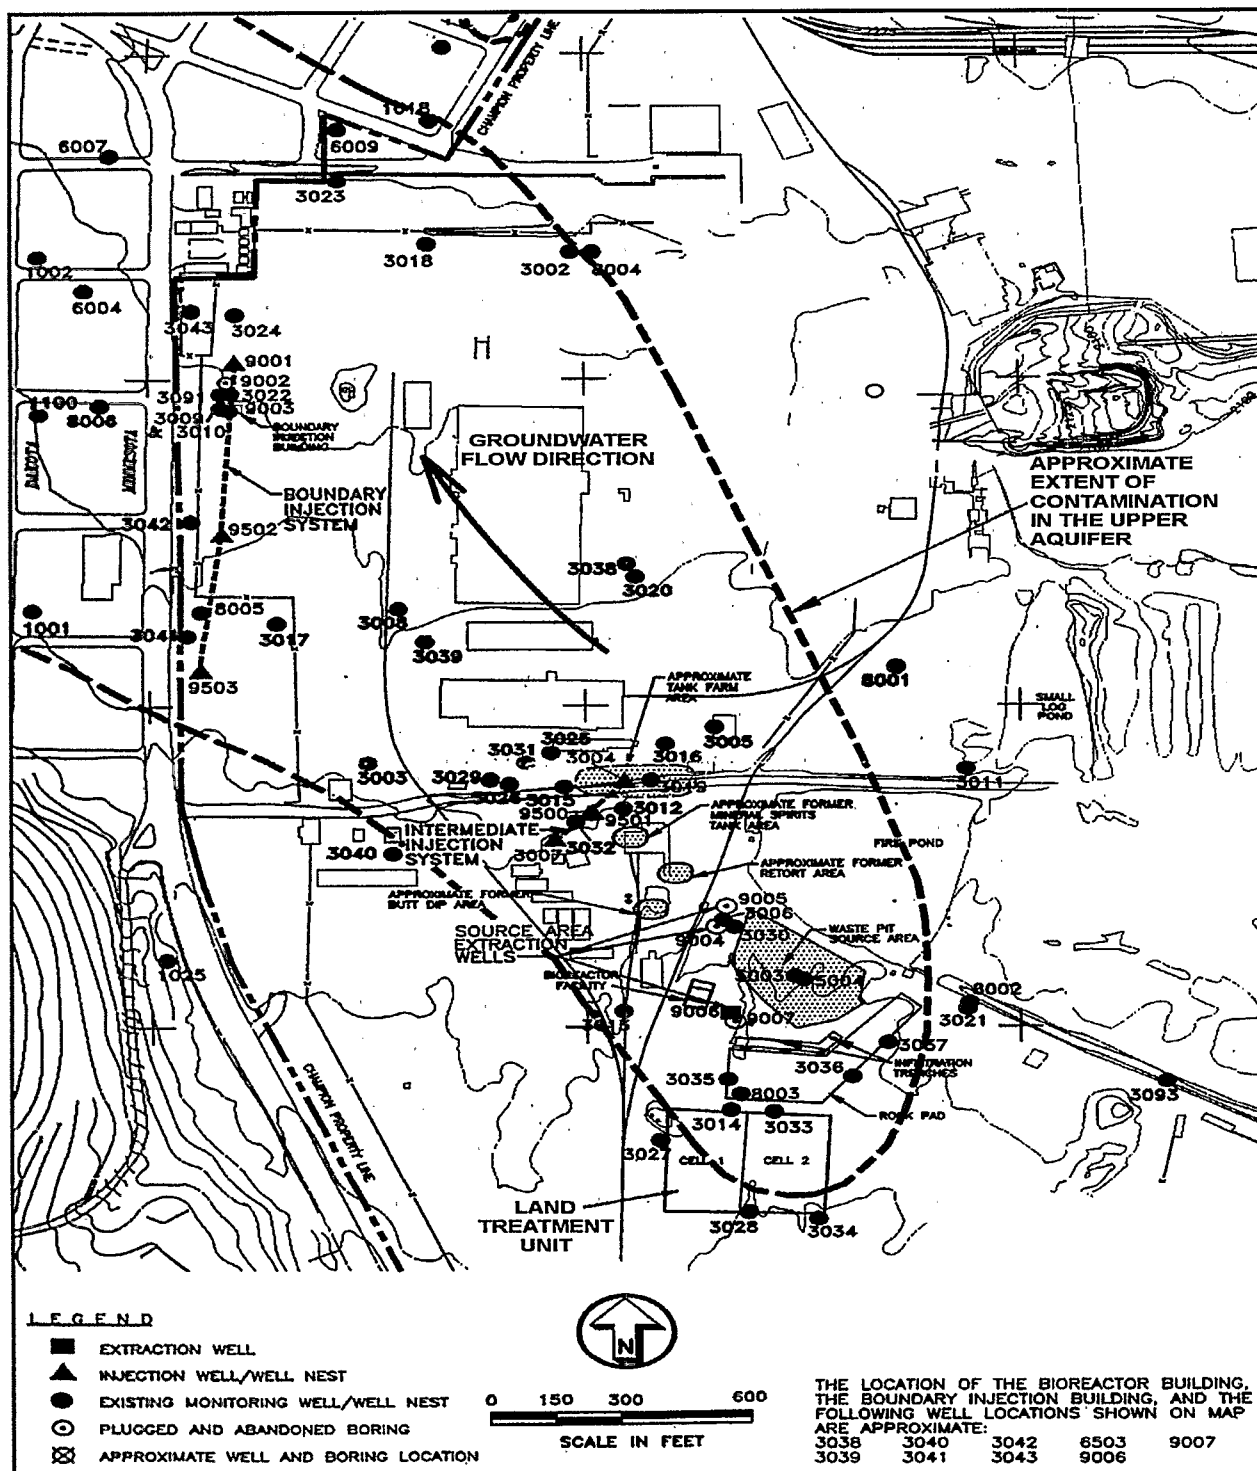 CHAMPION PROPERTY LINE
1018
6009
6007
3023
3018
3002
8004
1002
6004
3043
3024
9001
9002
3091
3022
1100
8006
3009
9003
3010
BOUNDARY
INJECTION
BUILDING
DAKOTA
MINNESOTA
H
GROUNDWATER
FLOW DIRECTION
APPROXIMATE
EXTENT OF
CONTAMINATION
IN THE UPPER
AQUIFER
BOUNDARY
INJECTION
SYSTEM
3042
9502
3038
3020
8005
1001
3041
3017
3008
3039
9503
8001
APPROXIMATE
TANK FARM
AREA
SMALL
LOG
POND
3005
3016
3031
3004
3003
3029
3015
3012
3011
9500
9501
APPROXIMATE FORMER
MINERAL SPIRITS
TANK AREA
INTERMEDIATE
INJECTION
SYSTEM
3040
3007
3032
FIRE POND
APPROXIMATE FORMER
RETORT AREA
APPROXIMATE FORMER
BUTT DIP AREA
9005
3006
9004
3030
WASTE PIT
SOURCE AREA
SOURCE AREA
EXTRACTION
WELLS
BIOREACTOR
FACILITY
1025
5003
5004
8002
3021
9006
9007
3037
INFILTRATION
TRENCHES
3036
3035
8003
3014
3033
ROCK PAD
3093
CHAMPION PROPERTY LINE
3027
CELL 1
CELL 2
LAND
TREATMENT
UNIT
3028
3034
LEGEND
EXTRACTION WELL
INJECTION WELL/WELL NEST
EXISTING MONITORING WELL/WELL NEST
PLUGGED AND ABANDONED BORING
APPROXIMATE WELL AND BORING LOCATION
N
0 150 300 600
SCALE IN FEET
THE LOCATION OF THE BIOREACTOR BUILDING,
THE BOUNDARY INJECTION BUILDING, AND THE
FOLLOWING WELL LOCATIONS SHOWN ON MAP
ARE APPROXIMATE:
3038 3040 3042 6503 9007
3039 3041 3043 9006